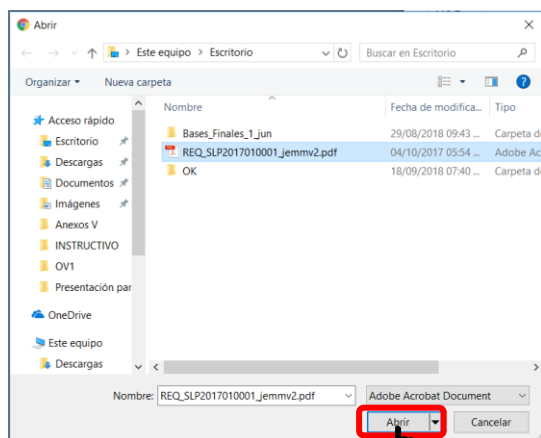 Abrir
Este equipo > Escritorio
Buscar en Escritorio
Organizar
Nueva carpeta
Nombre
Fecha de modifica...
Tipo
Acceso rápido
Escritorio
Descargas
Documentos
Imágenes
Anexos V
INSTRUCTIVO
OV1
Presentación par
OneDrive
Este equipo
Descargas
Bases_Finales_1_jun 29/08/2018 09:43 ... Carpeta d
REQ_SLP2017010001_jemmv2.pdf 04/10/2017 05:54 ... Adobe Ac
OK 18/09/2018 07:40 ... Carpeta d
Nombre: REQ_SLP2017010001_jemmv2.pdf
Adobe Acrobat Document
Abrir
Cancelar